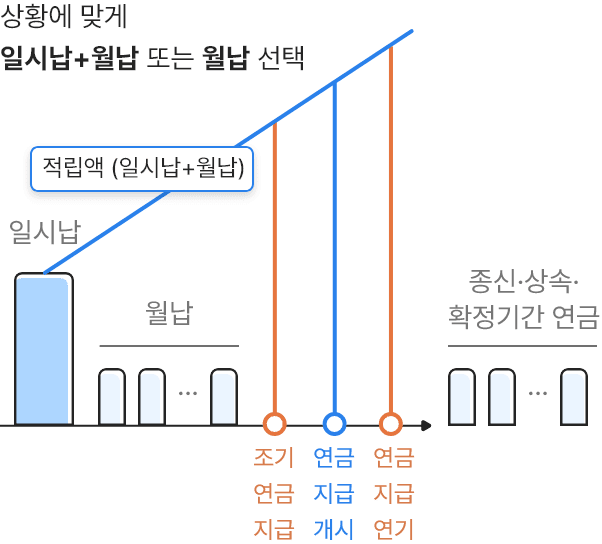 상황에 맞게
일시납+월납 또는 월납 선택
적립액 (일시납+월납)
일시납
월납
종신·상속·
확정기간 연금
조기
연금
지급
연금
지급
개시
연금
지급
연기